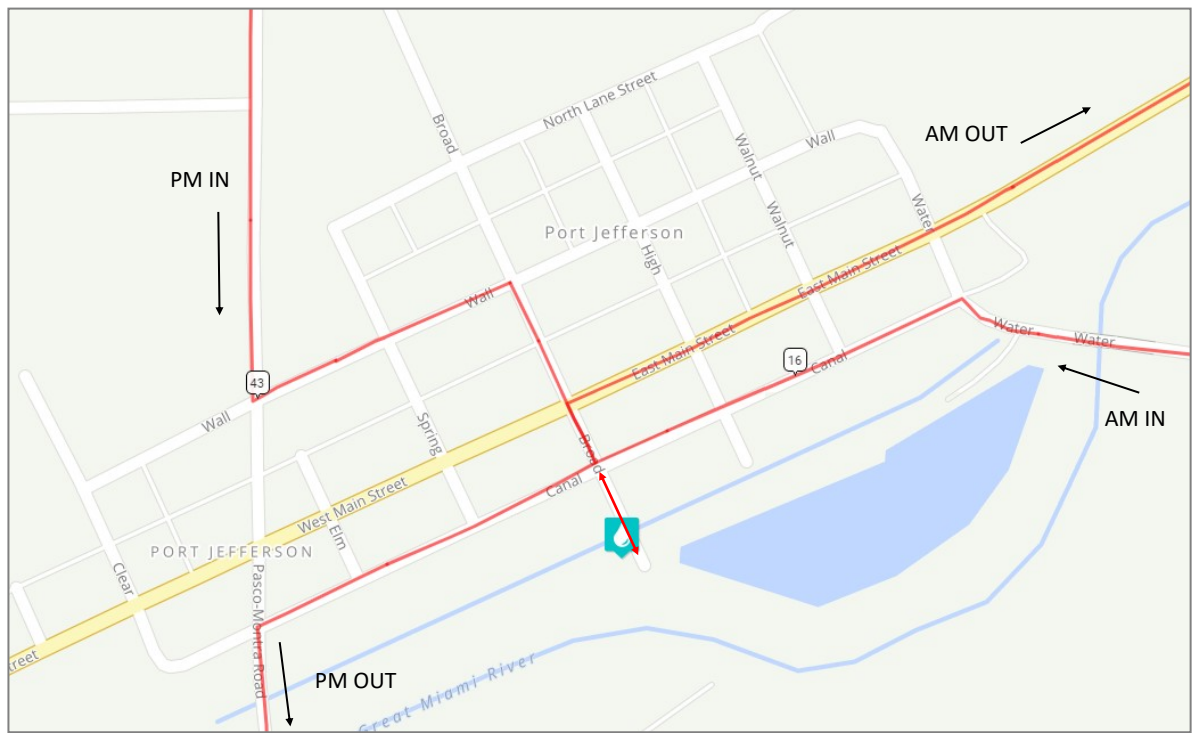 North Lane Street
Broad
AM OUT
Wall
Walnut
PM IN
Walnut
Water
Port Jefferson
High
East Main Street
Wall
East Main Street
Water
Water
16
Canal
43
AM IN
Wall
Spring
Broad
Canal
West Main Street
Elm
PORT JEFFERSON
Clear
Pasco-Montra Road
treet
PM OUT
Great Miami River